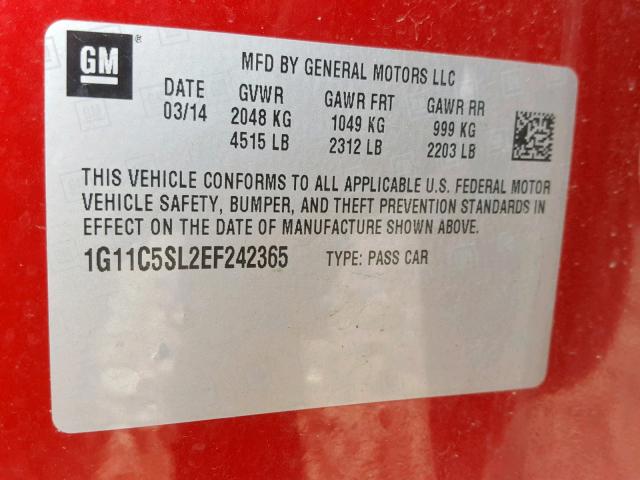 GM
®
MFD BY GENERAL MOTORS LLC
DATE GVWR GAWR FRT GAWR RR
03/14 2048 KG 1049 KG 999 KG
4515 LB 2312 LB 2203 LB
THIS VEHICLE CONFORMS TO ALL APPLICABLE U.S. FEDERAL MOTOR
VEHICLE SAFETY, BUMPER, AND THEFT PREVENTION STANDARDS IN
EFFECT ON THE DATE OF MANUFACTURE SHOWN ABOVE.
1G11C5SL2EF242365 TYPE: PASS CAR